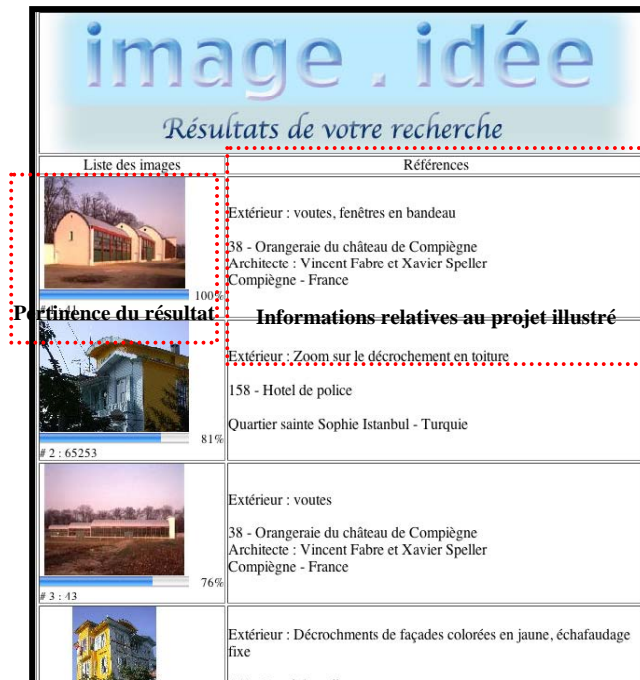 image . idée
Résultats de votre recherche
Liste des images
Références
Extérieur : voutes, fenêtres en bandeau
38 - Orangeraie du château de Compiègne
Architecte : Vincent Fabre et Xavier Speller
Compiègne - France
100%
Pertinence du résultat
Informations relatives au projet illustré
Extérieur : Zoom sur le décrochement en toiture
158 - Hotel de police
Quartier sainte Sophie Istanbul - Turquie
81%
# 2 : 65253
Extérieur : voutes
38 - Orangeraie du château de Compiègne
Architecte : Vincent Fabre et Xavier Speller
Compiègne - France
76%
# 3 : 43
Extérieur : Décrochments de façades colorées en jaune, échafaudage
fixe